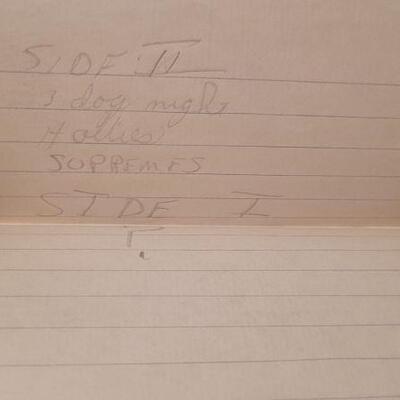 SIDE II
3 dog night
Hollies
SUPREMES
SIDE I